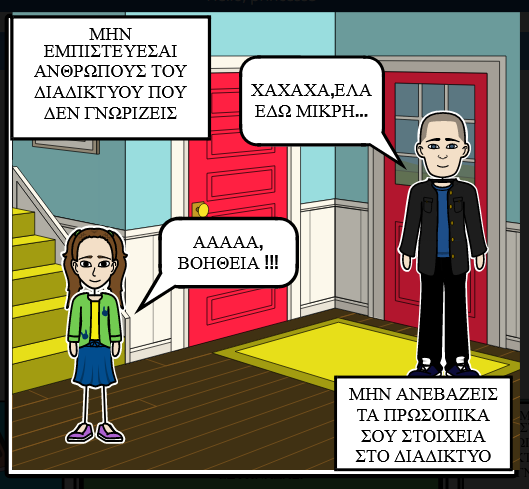 ΜΗΝ
ΕΜΠΙΣΤΕΥΕΣΑΙ
ΑΝΘΡΩΠΟΥΣ ΤΟΥ
ΔΙΑΔΙΚΤΥΟΥ ΠΟΥ
ΔΕΝ ΓΝΩΡΙΖΕΙΣ
ΧΑΧΑΧΑ,ΕΛΑ
ΕΔΩ ΜΙΚΡΗ...
ΑΑΑΑΑ,
ΒΟΗΘΕΙΑ !!!
ΜΗΝ ΑΝΕΒΑΖΕΙΣ
ΤΑ ΠΡΩΣΟΠΙΚΑ
ΣΟΥ ΣΤΟΙΧΕΙΑ
ΣΤΟ ΔΙΑΔΙΚΤΥΟ